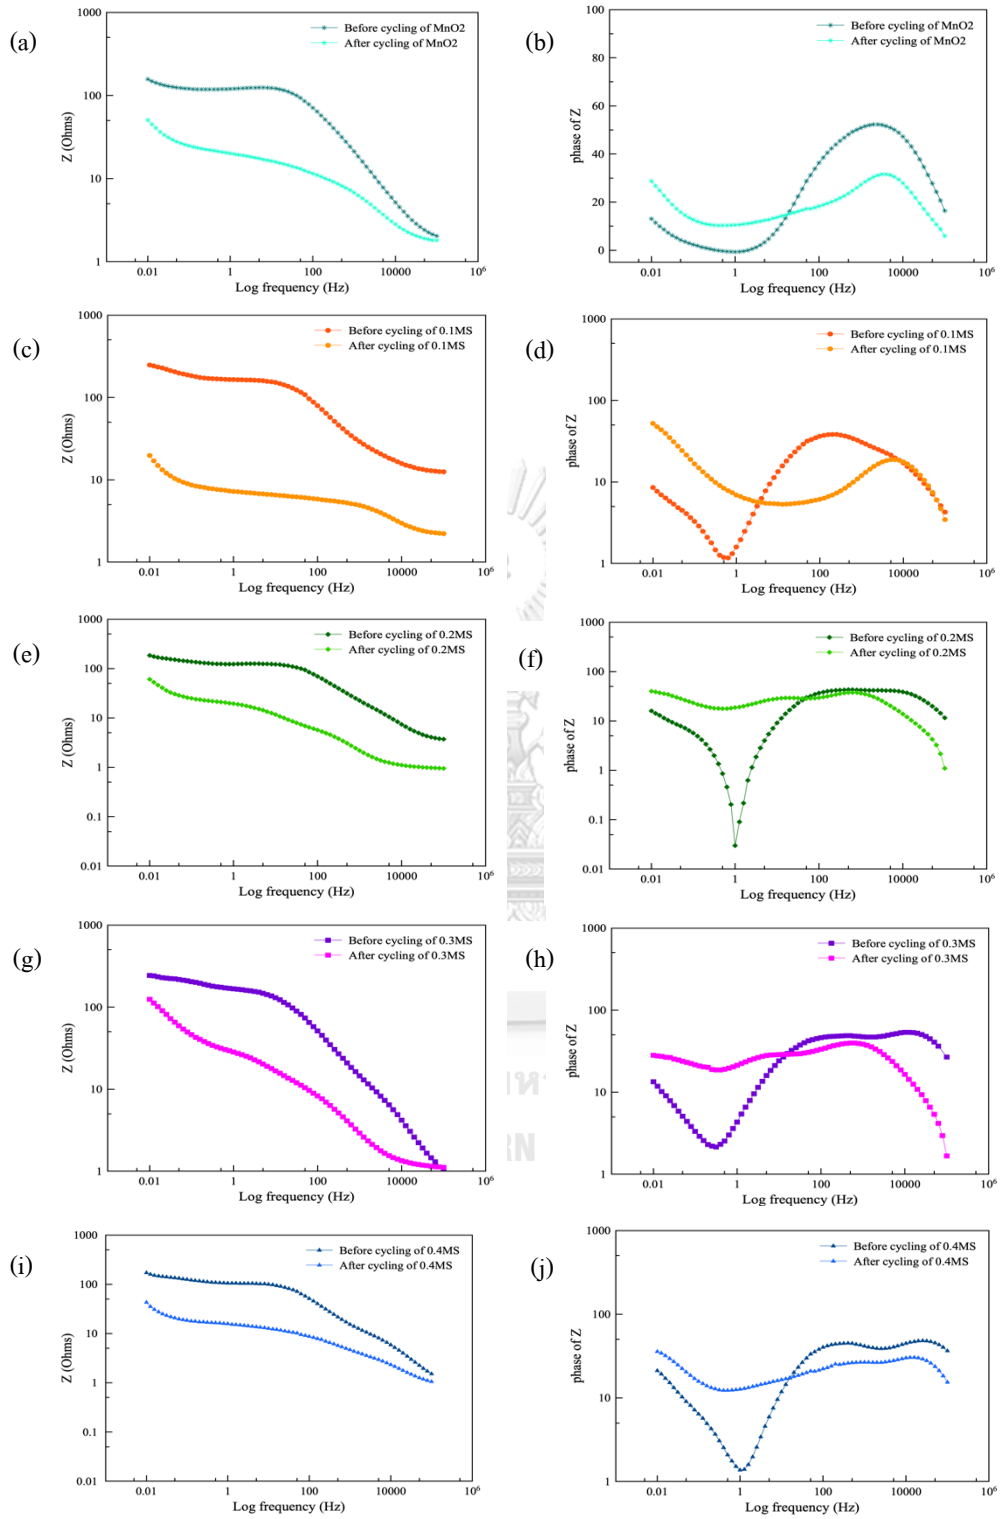 (a)
1000
100
10
1
Z (Ohms)
0.01
1
100
10000
10⁶
Log frequency (Hz)
Before cycling of MnO2
After cycling of MnO2
(b)
100
80
60
40
20
0
phase of Z
0.01
1
100
10000
10⁶
Log frequency (Hz)
Before cycling of MnO2
After cycling of MnO2
(c)
1000
100
10
1
Z (Ohms)
0.01
1
100
10000
10⁶
Log frequency (Hz)
Before cycling of 0.1MS
After cycling of 0.1MS
(d)
1000
100
10
1
phase of Z
0.01
1
100
10000
10⁶
Log frequency (Hz)
Before cycling of 0.1MS
After cycling of 0.1MS
(e)
1000
100
10
1
0.1
0.01
Z (Ohms)
0.01
1
100
10000
10⁶
Log frequency (Hz)
Before cycling of 0.2MS
After cycling of 0.2MS
(f)
1000
100
10
1
0.1
0.01
phase of Z
0.01
1
100
10000
10⁶
Log frequency (Hz)
Before cycling of 0.2MS
After cycling of 0.2MS
(g)
1000
100
10
1
Z (Ohms)
0.01
1
100
10000
10⁶
Log frequency (Hz)
Before cycling of 0.3MS
After cycling of 0.3MS
(h)
1000
100
10
1
phase of Z
0.01
1
100
10000
10⁶
Log frequency (Hz)
Before cycling of 0.3MS
After cycling of 0.3MS
RN
(i)
1000
100
10
1
0.1
0.01
Z (Ohms)
0.01
1
100
10000
10⁶
Log frequency (Hz)
Before cycling of 0.4MS
After cycling of 0.4MS
(j)
1000
100
10
1
phase of Z
0.01
1
100
10000
10⁶
Log frequency (Hz)
Before cycling of 0.4MS
After cycling of 0.4MS